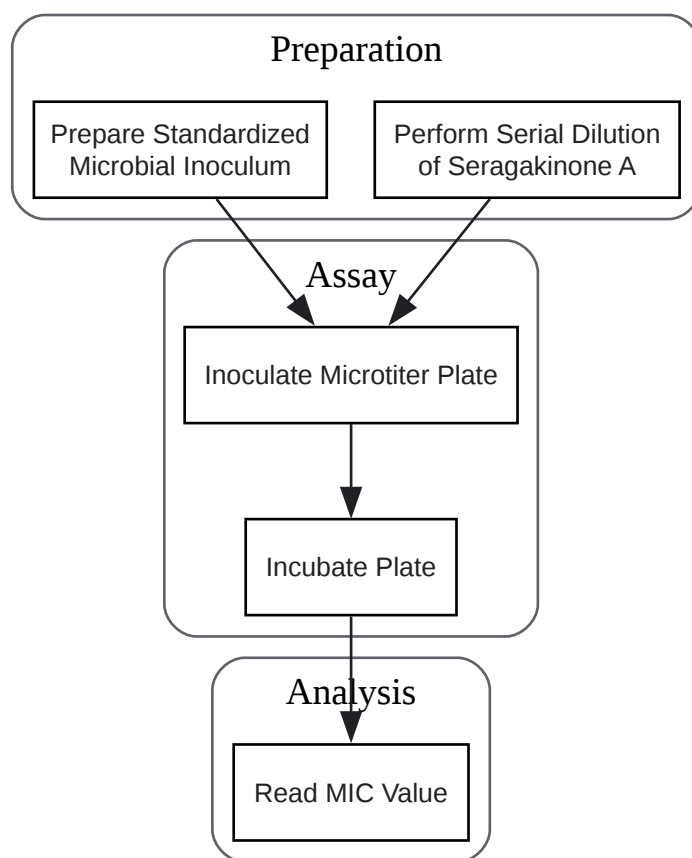 Preparation
Prepare Standardized
Microbial Inoculum
Perform Serial Dilution
of Seragakinone A
Assay
Inoculate Microtiter Plate
Incubate Plate
Analysis
Read MIC Value